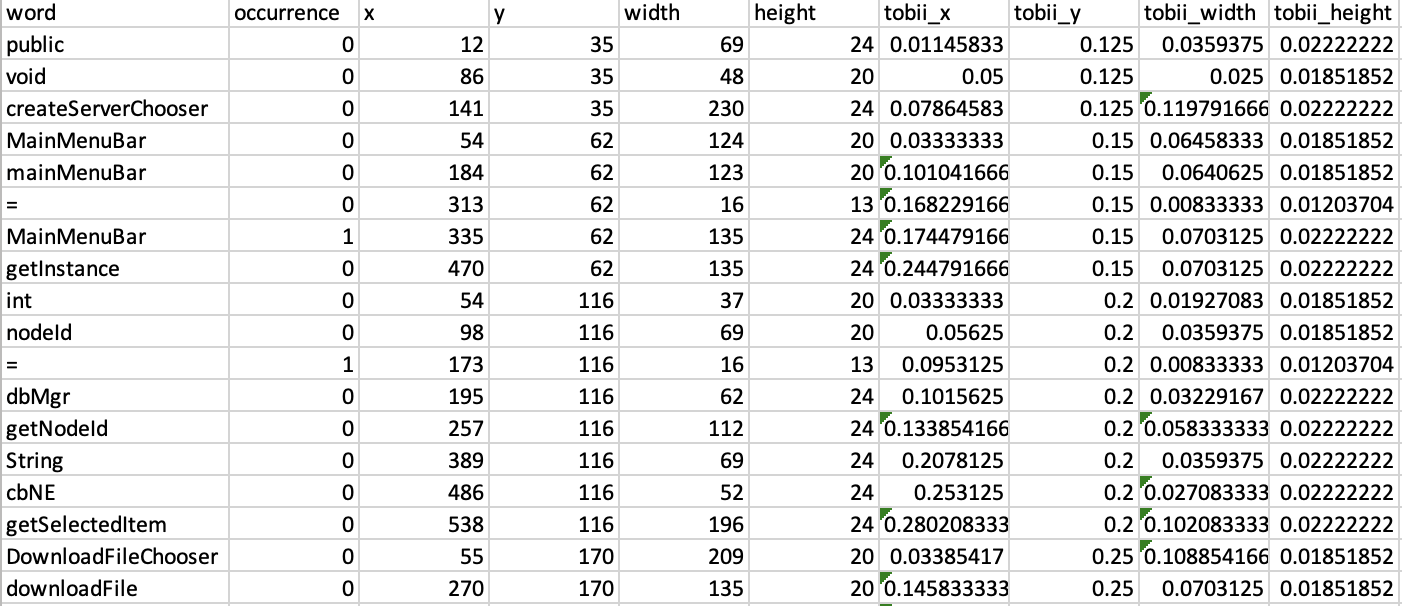 word occurrence x y width height tobii_x tobii_y tobii_width tobii_height
public 0 12 35 69 24 0.01145833 0.125 0.0359375 0.02222222
void 0 86 35 48 20 0.05 0.125 0.025 0.01851852
createServerChooser 0 141 35 230 24 0.07864583 0.125 0.119791666 0.02222222
MainMenuBar 0 54 62 124 20 0.03333333 0.15 0.06458333 0.01851852
mainMenuBar 0 184 62 123 20 0.101041666 0.15 0.0640625 0.01851852
= 0 313 62 16 13 0.168229166 0.15 0.00833333 0.01203704
MainMenuBar 1 335 62 135 24 0.174479166 0.15 0.0703125 0.02222222
getInstance 0 470 62 135 24 0.244791666 0.15 0.0703125 0.02222222
int 0 54 116 37 20 0.03333333 0.2 0.01927083 0.01851852
nodeId 0 98 116 69 20 0.05625 0.2 0.0359375 0.01851852
= 1 173 116 16 13 0.0953125 0.2 0.00833333 0.01203704
dbMgr 0 195 116 62 24 0.1015625 0.2 0.03229167 0.02222222
getNodeId 0 257 116 112 24 0.133854166 0.2 0.058333333 0.02222222
String 0 389 116 69 24 0.2078125 0.2 0.0359375 0.02222222
cbNE 0 486 116 52 24 0.253125 0.2 0.027083333 0.02222222
getSelectedItem 0 538 116 196 24 0.280208333 0.2 0.102083333 0.02222222
DownloadFileChooser 0 55 170 209 20 0.03385417 0.25 0.108854166 0.01851852
downloadFile 0 270 170 135 20 0.145833333 0.25 0.0703125 0.01851852